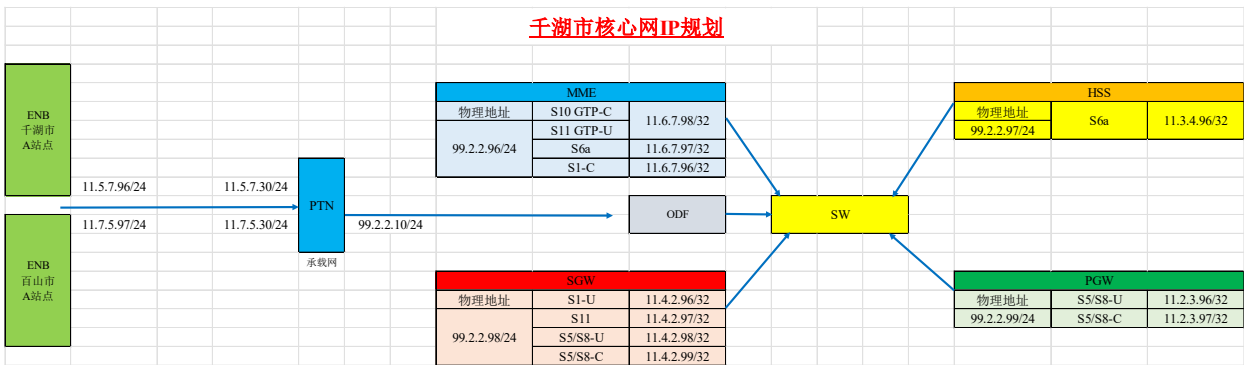 千湖市核心网IP规划
ENB
千湖市
A站点
11.5.7.96/24
11.5.7.30/24
ENB
百山市
A站点
11.7.5.97/24
11.7.5.30/24
PTN
承载网
99.2.2.10/24
MME
物理地址
S10 GTP-C
11.6.7.98/32
99.2.2.96/24
S11 GTP-U
S6a
11.6.7.97/32
S1-C
11.6.7.96/32
ODF
SW
HSS
物理地址
S6a
11.3.4.96/32
99.2.2.97/24
SGW
物理地址
S1-U
11.4.2.96/32
99.2.2.98/24
S11
11.4.2.97/32
S5/S8-U
11.4.2.98/32
S5/S8-C
11.4.2.99/32
PGW
物理地址
S5/S8-U
11.2.3.96/32
99.2.2.99/24
S5/S8-C
11.2.3.97/32